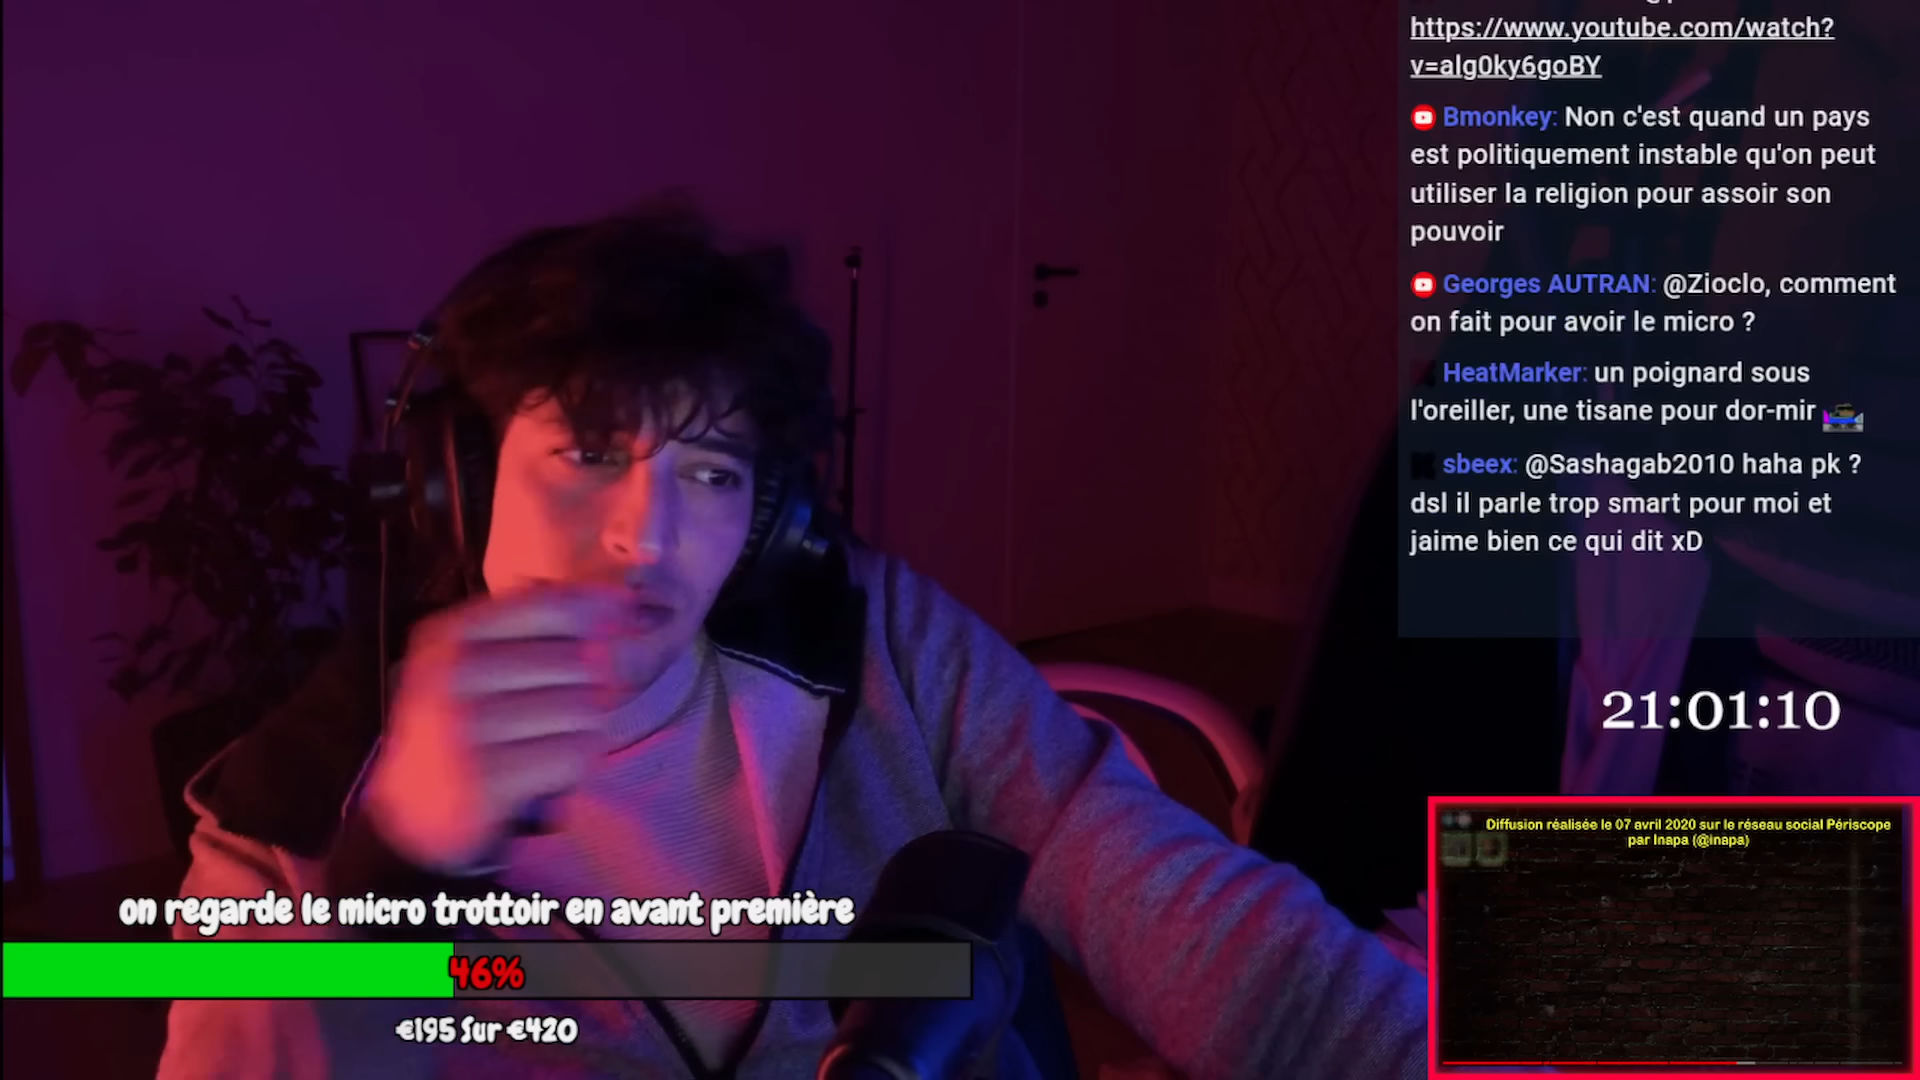 https://www.youtube.com/watch?
v=alg0ky6goBY
Bmonkey: Non c'est quand un pays
est politiquement instable qu'on peut
utiliser la religion pour assoir son
pouvoir
Georges AUTRAN: @Zioclo, comment
on fait pour avoir le micro ?
HeatMarker: un poignard sous
l'oreiller, une tisane pour dor-mir
sbeex: @Sashagab2010 haha pk ?
dsl il parle trop smart pour moi et
jaime bien ce qui dit xD
21:01:10
Diffusion réalisée le 07 avril 2020 sur le réseau social Périscope
par Inapa (@inapa)
on regarde le micro trottoir en avant première
46%
€195 Sur €420